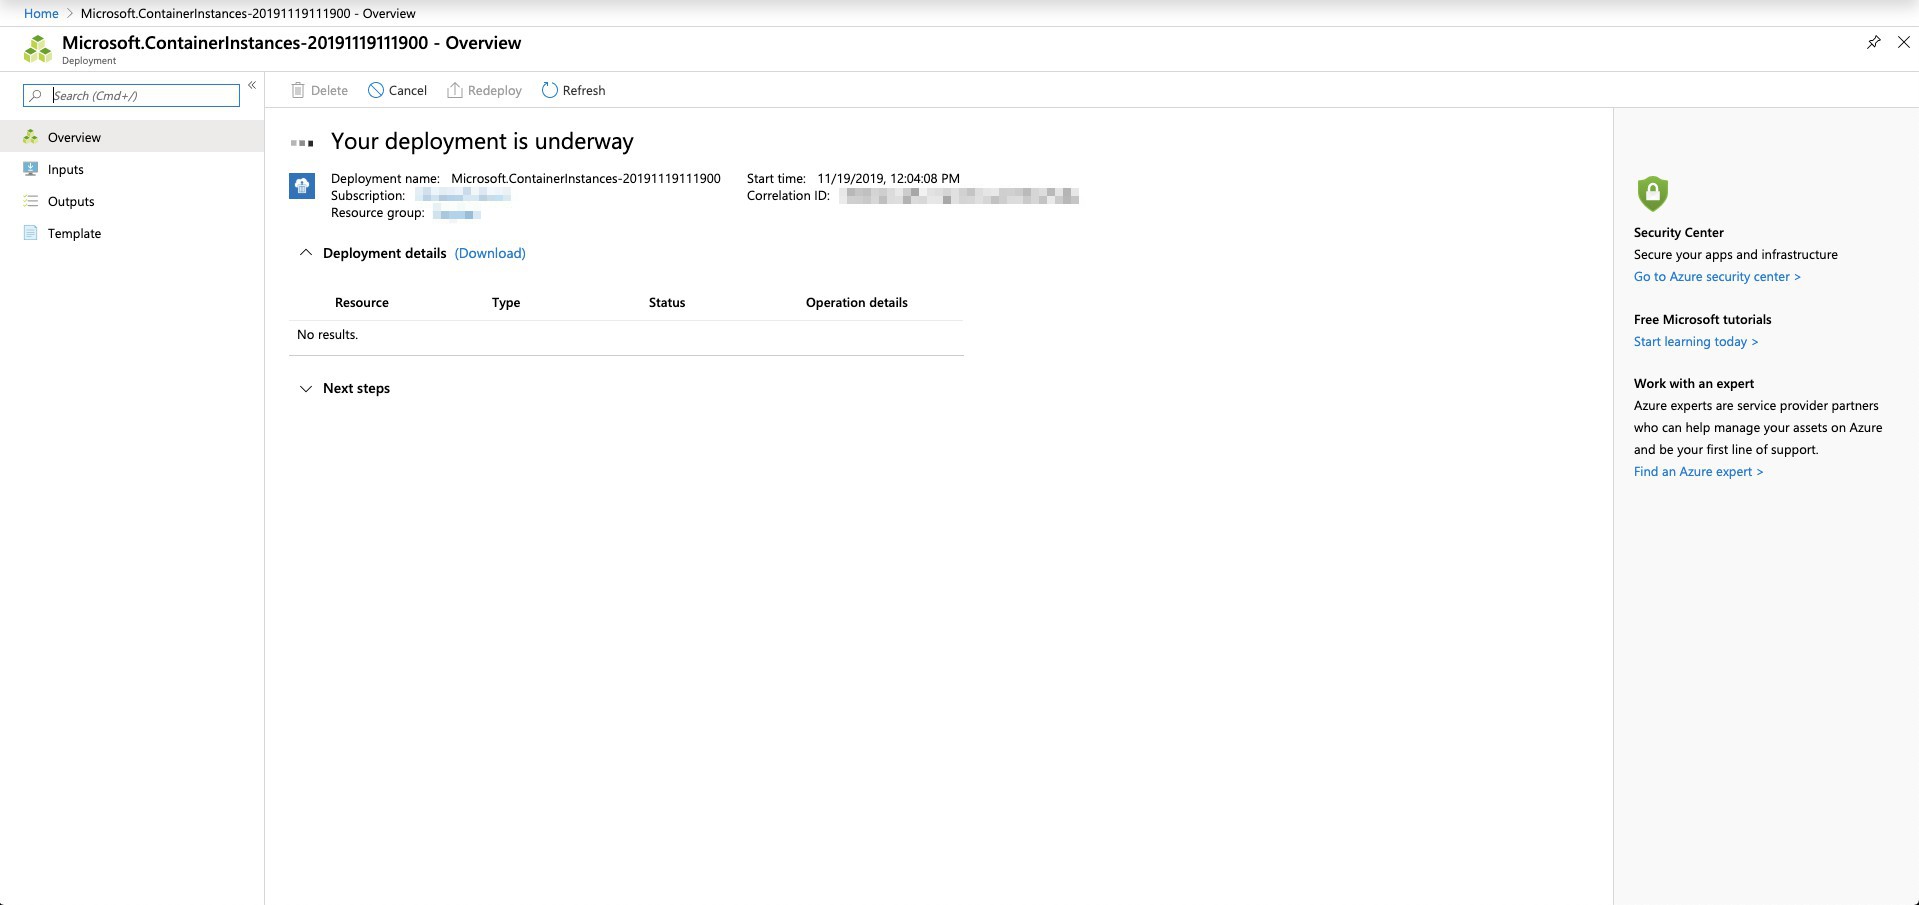 Home > Microsoft.ContainerInstances-20191119111900 - Overview
Microsoft.ContainerInstances-20191119111900 - Overview
Deployment
Search (Cmd+/)
«
Overview
Inputs
Outputs
Template
Delete Cancel Redeploy Refresh
Your deployment is underway
Deployment name: Microsoft.ContainerInstances-20191119111900
Subscription:
Resource group:
Start time: 11/19/2019, 12:04:08 PM
Correlation ID:
Deployment details (Download)
Resource Type Status Operation details
No results.
Next steps
Security Center
Secure your apps and infrastructure
Go to Azure security center >
Free Microsoft tutorials
Start learning today >
Work with an expert
Azure experts are service provider partners
who can help manage your assets on Azure
and be your first line of support.
Find an Azure expert >